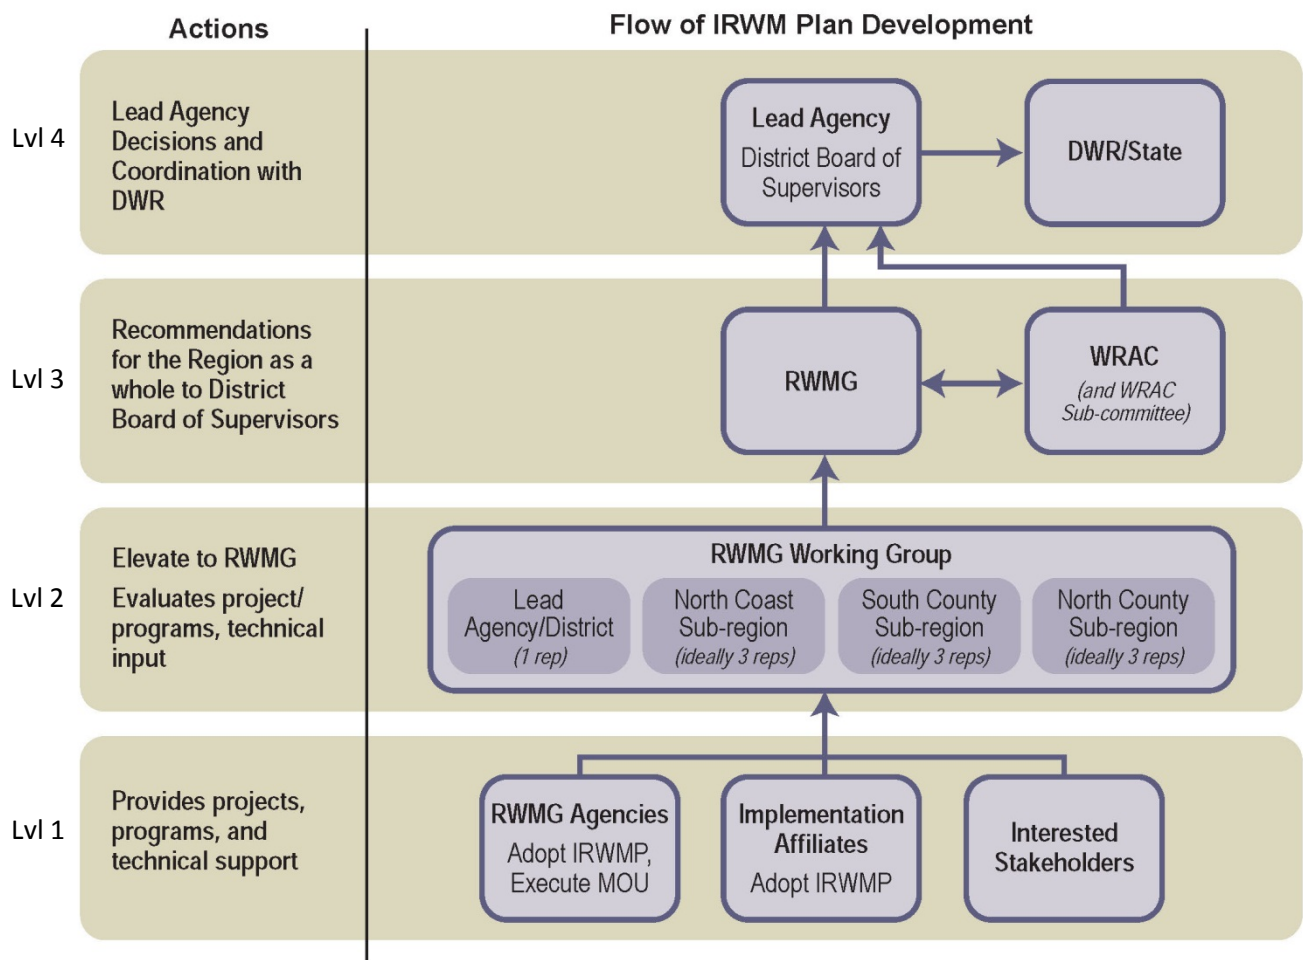 Actions
Flow of IRWM Plan Development
Lvl 4
Lead Agency
Decisions and
Coordination with
DWR
Lead Agency
District Board of
Supervisors
DWR/State
Lvl 3
Recommendations
for the Region as a
whole to District
Board of Supervisors
RWMG
WRAC
(and WRAC
Sub-committee)
Lvl 2
Elevate to RWMG
Evaluates project/
programs, technical
input
RWMG Working Group
Lead
Agency/District
(1 rep)
North Coast
Sub-region
(ideally 3 reps)
South County
Sub-region
(ideally 3 reps)
North County
Sub-region
(ideally 3 reps)
Lvl 1
Provides projects,
programs, and
technical support
RWMG Agencies
Adopt IRWMP,
Execute MOU
Implementation
Affiliates
Adopt IRWMP
Interested
Stakeholders